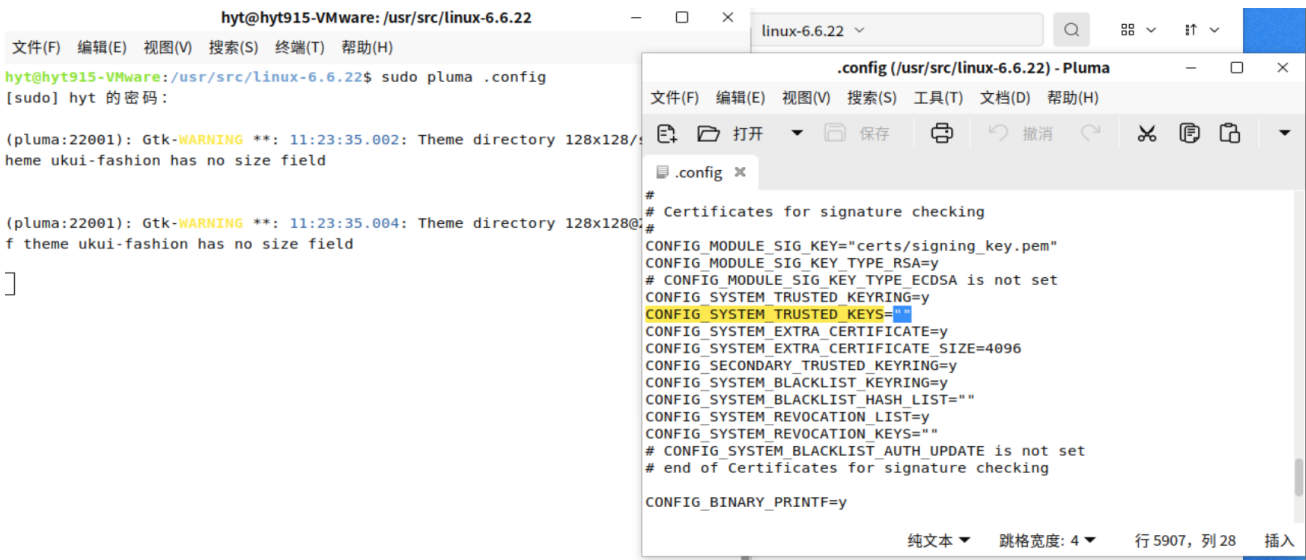 hyt@hyt915-VMware: /usr/src/linux-6.6.22
文件(F) 编辑(E) 视图(V) 搜索(S) 终端(T) 帮助(H)
hyt@hyt915-VMware:/usr/src/linux-6.6.22$ sudo pluma .config
[sudo] hyt 的密码：
(pluma:22001): Gtk-WARNING **: 11:23:35.002: Theme directory 128x128/
heme ukui-fashion has no size field
(pluma:22001): Gtk-WARNING **: 11:23:35.004: Theme directory 128x128@
f theme ukui-fashion has no size field
linux-6.6.22
.config (/usr/src/linux-6.6.22) - Pluma
文件(F) 编辑(E) 视图(V) 搜索(S) 工具(T) 文档(D) 帮助(H)
打开 保存 撤消
.config
#
# Certificates for signature checking
#
CONFIG_MODULE_SIG_KEY="certs/signing_key.pem"
CONFIG_MODULE_SIG_KEY_TYPE_RSA=y
# CONFIG_MODULE_SIG_KEY_TYPE_ECDSA is not set
CONFIG_SYSTEM_TRUSTED_KEYRING=y
CONFIG_SYSTEM_TRUSTED_KEYS=""
CONFIG_SYSTEM_EXTRA_CERTIFICATE=y
CONFIG_SYSTEM_EXTRA_CERTIFICATE_SIZE=4096
CONFIG_SECONDARY_TRUSTED_KEYRING=y
CONFIG_SYSTEM_BLACKLIST_KEYRING=y
CONFIG_SYSTEM_BLACKLIST_HASH_LIST=""
CONFIG_SYSTEM_REVOCATION_LIST=y
CONFIG_SYSTEM_REVOCATION_KEYS=""
# CONFIG_SYSTEM_BLACKLIST_AUTH_UPDATE is not set
# end of Certificates for signature checking
CONFIG_BINARY_PRINTF=y
纯文本 跳格宽度: 4 行 5907，列 28 插入